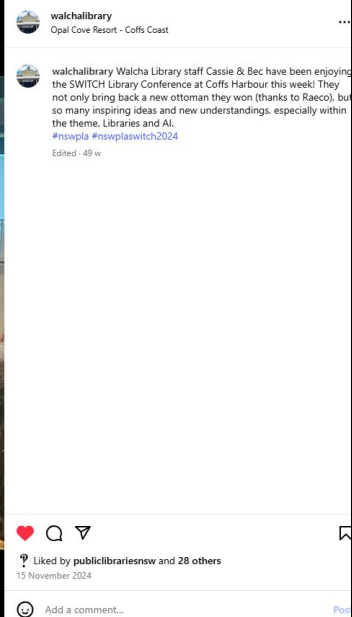 walchalibrary
Opal Cove Resort - Coffs Coast
walchalibrary Walcha Library staff Cassie & Bec have been enjoying
the SWITCH Library Conference at Coffs Harbour this week! They
not only bring back a new ottoman they won (thanks to Raeco), but
so many inspiring ideas and new understandings, especially within
the theme, Libraries and AI.
#nswpla #nswplaswitch2024
Edited · 49 w
Liked by publiclibrariesnsw and 28 others
15 November 2024
Add a comment...
Post